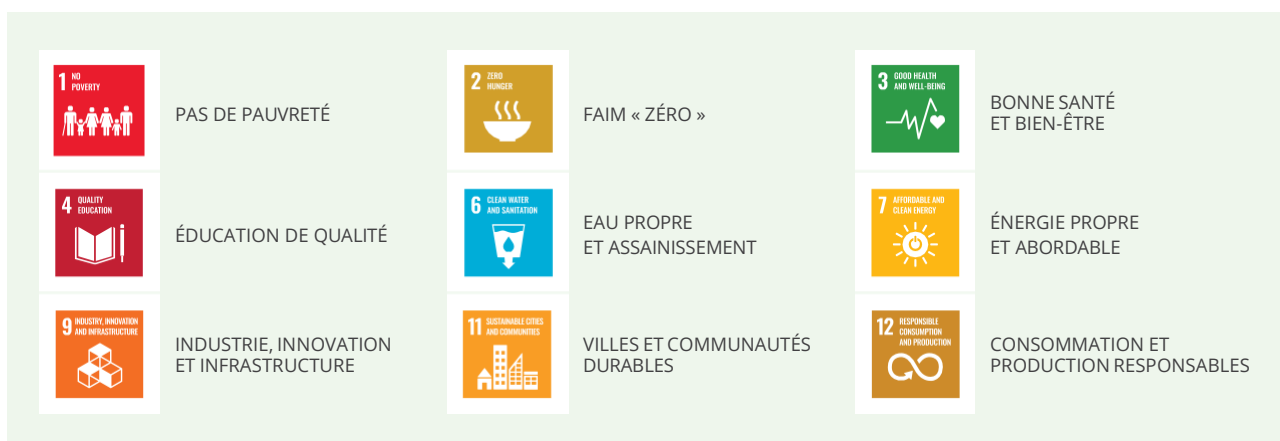 1 NO
POVERTY
PAS DE PAUVRETÉ
2 ZERO
HUNGER
FAIM « ZÉRO »
3 GOOD HEALTH
AND WELL-BEING
BONNE SANTÉ
ET BIEN-ÊTRE
4 QUALITY
EDUCATION
ÉDUCATION DE QUALITÉ
6 CLEAN WATER
AND SANITATION
EAU PROPRE
ET ASSAINISSEMENT
7 AFFORDABLE AND
CLEAN ENERGY
ÉNERGIE PROPRE
ET ABORDABLE
9 INDUSTRY, INNOVATION
AND INFRASTRUCTURE
INDUSTRIE, INNOVATION
ET INFRASTRUCTURE
11 SUSTAINABLE CITIES
AND COMMUNITIES
VILLES ET COMMUNAUTÉS
DURABLES
12 RESPONSIBLE
CONSUMPTION
AND PRODUCTION
CONSOMMATION ET
PRODUCTION RESPONSABLES